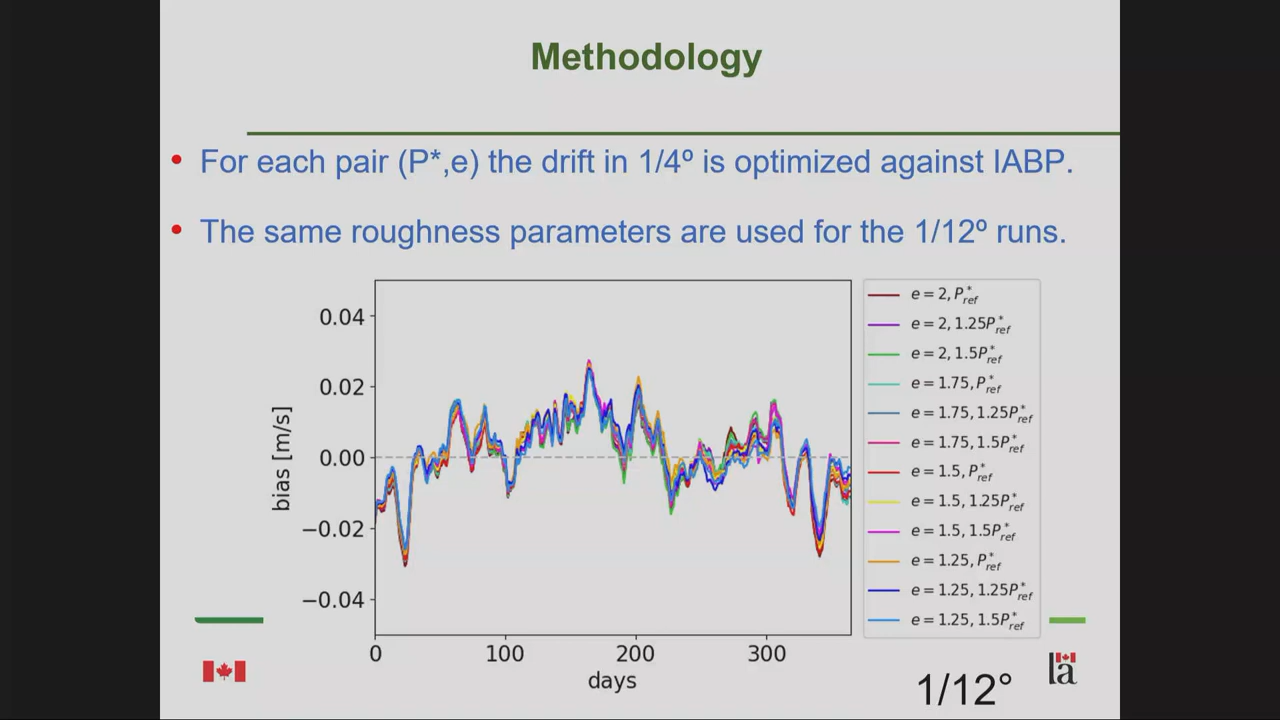 Methodology
• For each pair (P*,e) the drift in 1/4º is optimized against IABP.
• The same roughness parameters are used for the 1/12º runs.
0.04
0.02
0.00
−0.02
−0.04
bias [m/s]
0 100 200 300
days
e = 2, P*ref
e = 2, 1.25P*ref
e = 2, 1.5P*ref
e = 1.75, P*ref
e = 1.75, 1.25P*ref
e = 1.75, 1.5P*ref
e = 1.5, P*ref
e = 1.5, 1.25P*ref
e = 1.5, 1.5P*ref
e = 1.25, P*ref
e = 1.25, 1.25P*ref
e = 1.25, 1.5P*ref
1/12°
la